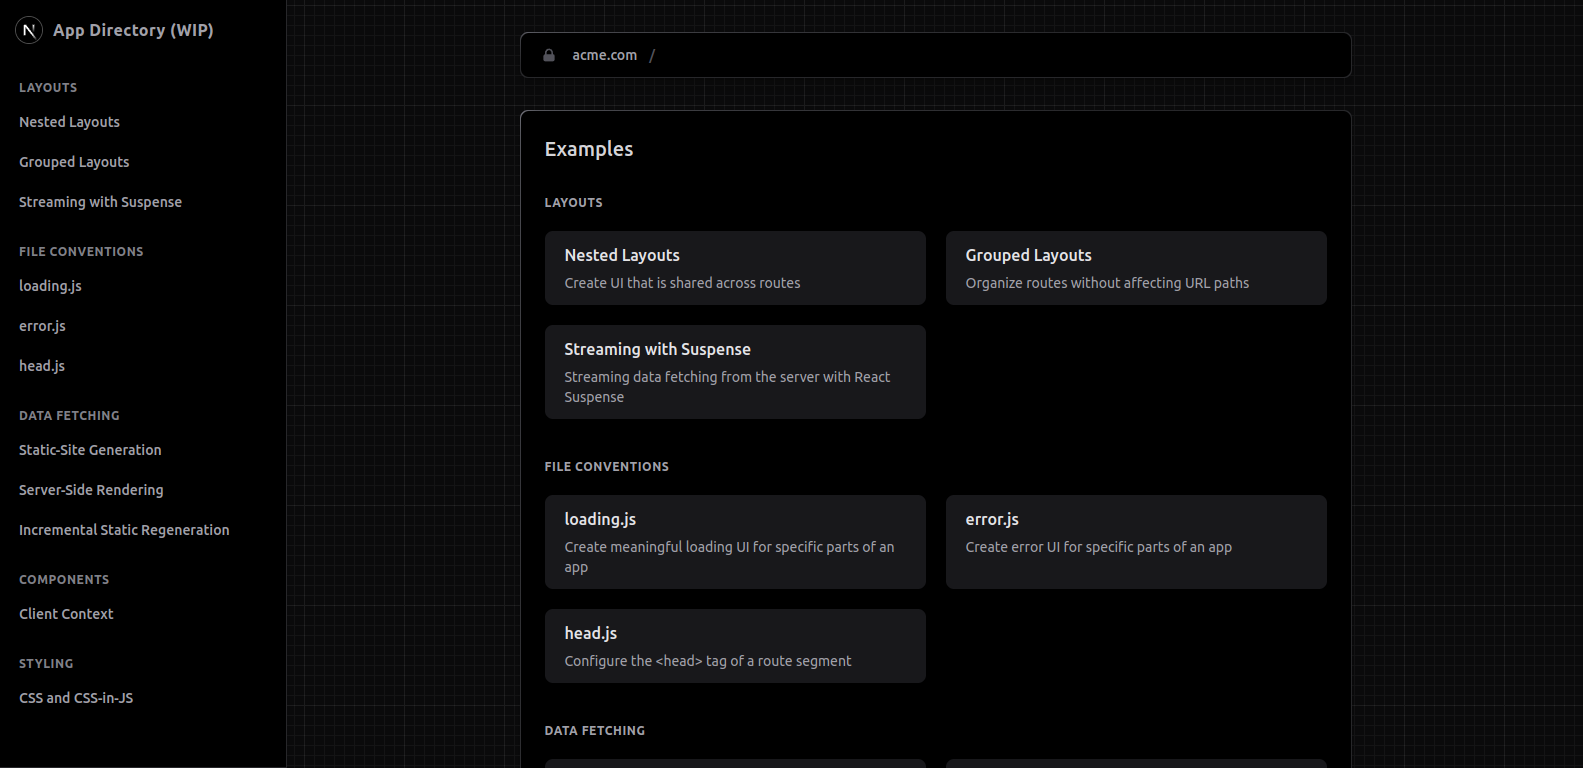 App Directory (WIP)
LAYOUTS
Nested Layouts
Grouped Layouts
Streaming with Suspense
FILE CONVENTIONS
loading.js
error.js
head.js
DATA FETCHING
Static-Site Generation
Server-Side Rendering
Incremental Static Regeneration
COMPONENTS
Client Context
STYLING
CSS and CSS-in-JS
acme.com /
Examples
LAYOUTS
Nested Layouts
Create UI that is shared across routes
Grouped Layouts
Organize routes without affecting URL paths
Streaming with Suspense
Streaming data fetching from the server with React
Suspense
FILE CONVENTIONS
loading.js
Create meaningful loading UI for specific parts of an
app
error.js
Create error UI for specific parts of an app
head.js
Configure the <head> tag of a route segment
DATA FETCHING